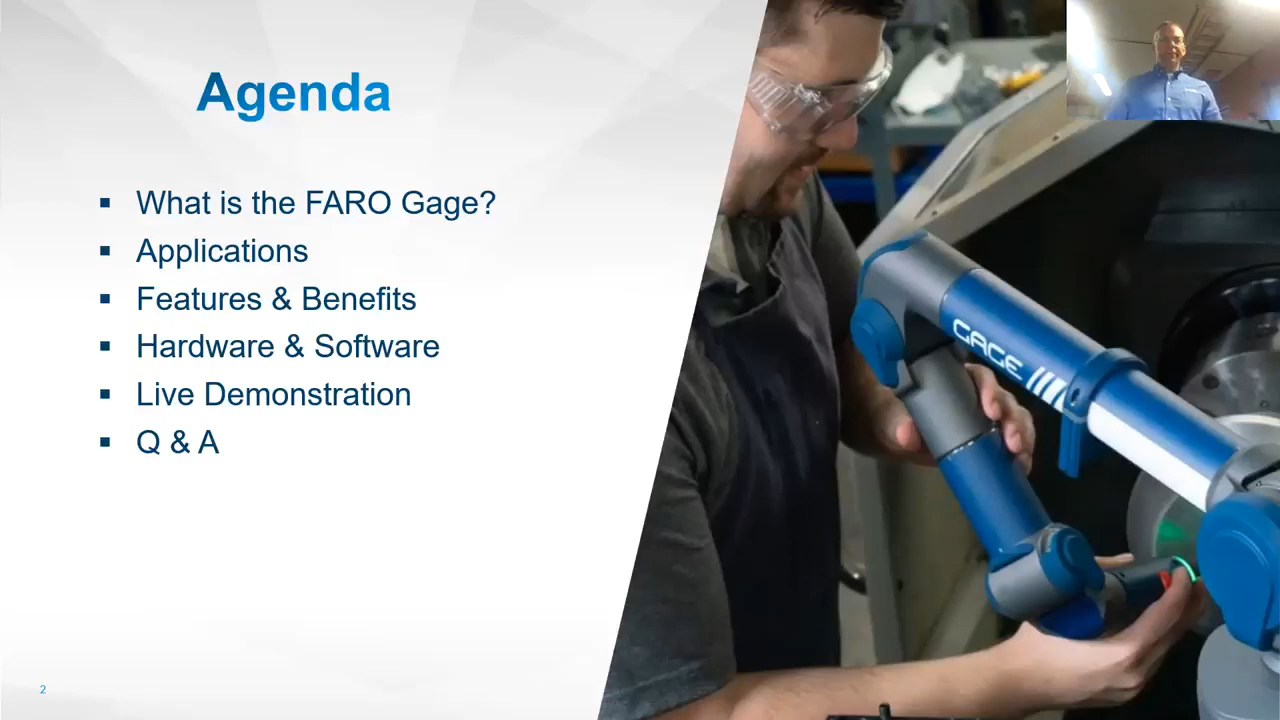 Agenda
▪ What is the FARO Gage?
▪ Applications
▪ Features & Benefits
▪ Hardware & Software
▪ Live Demonstration
▪ Q & A
GAGE
2